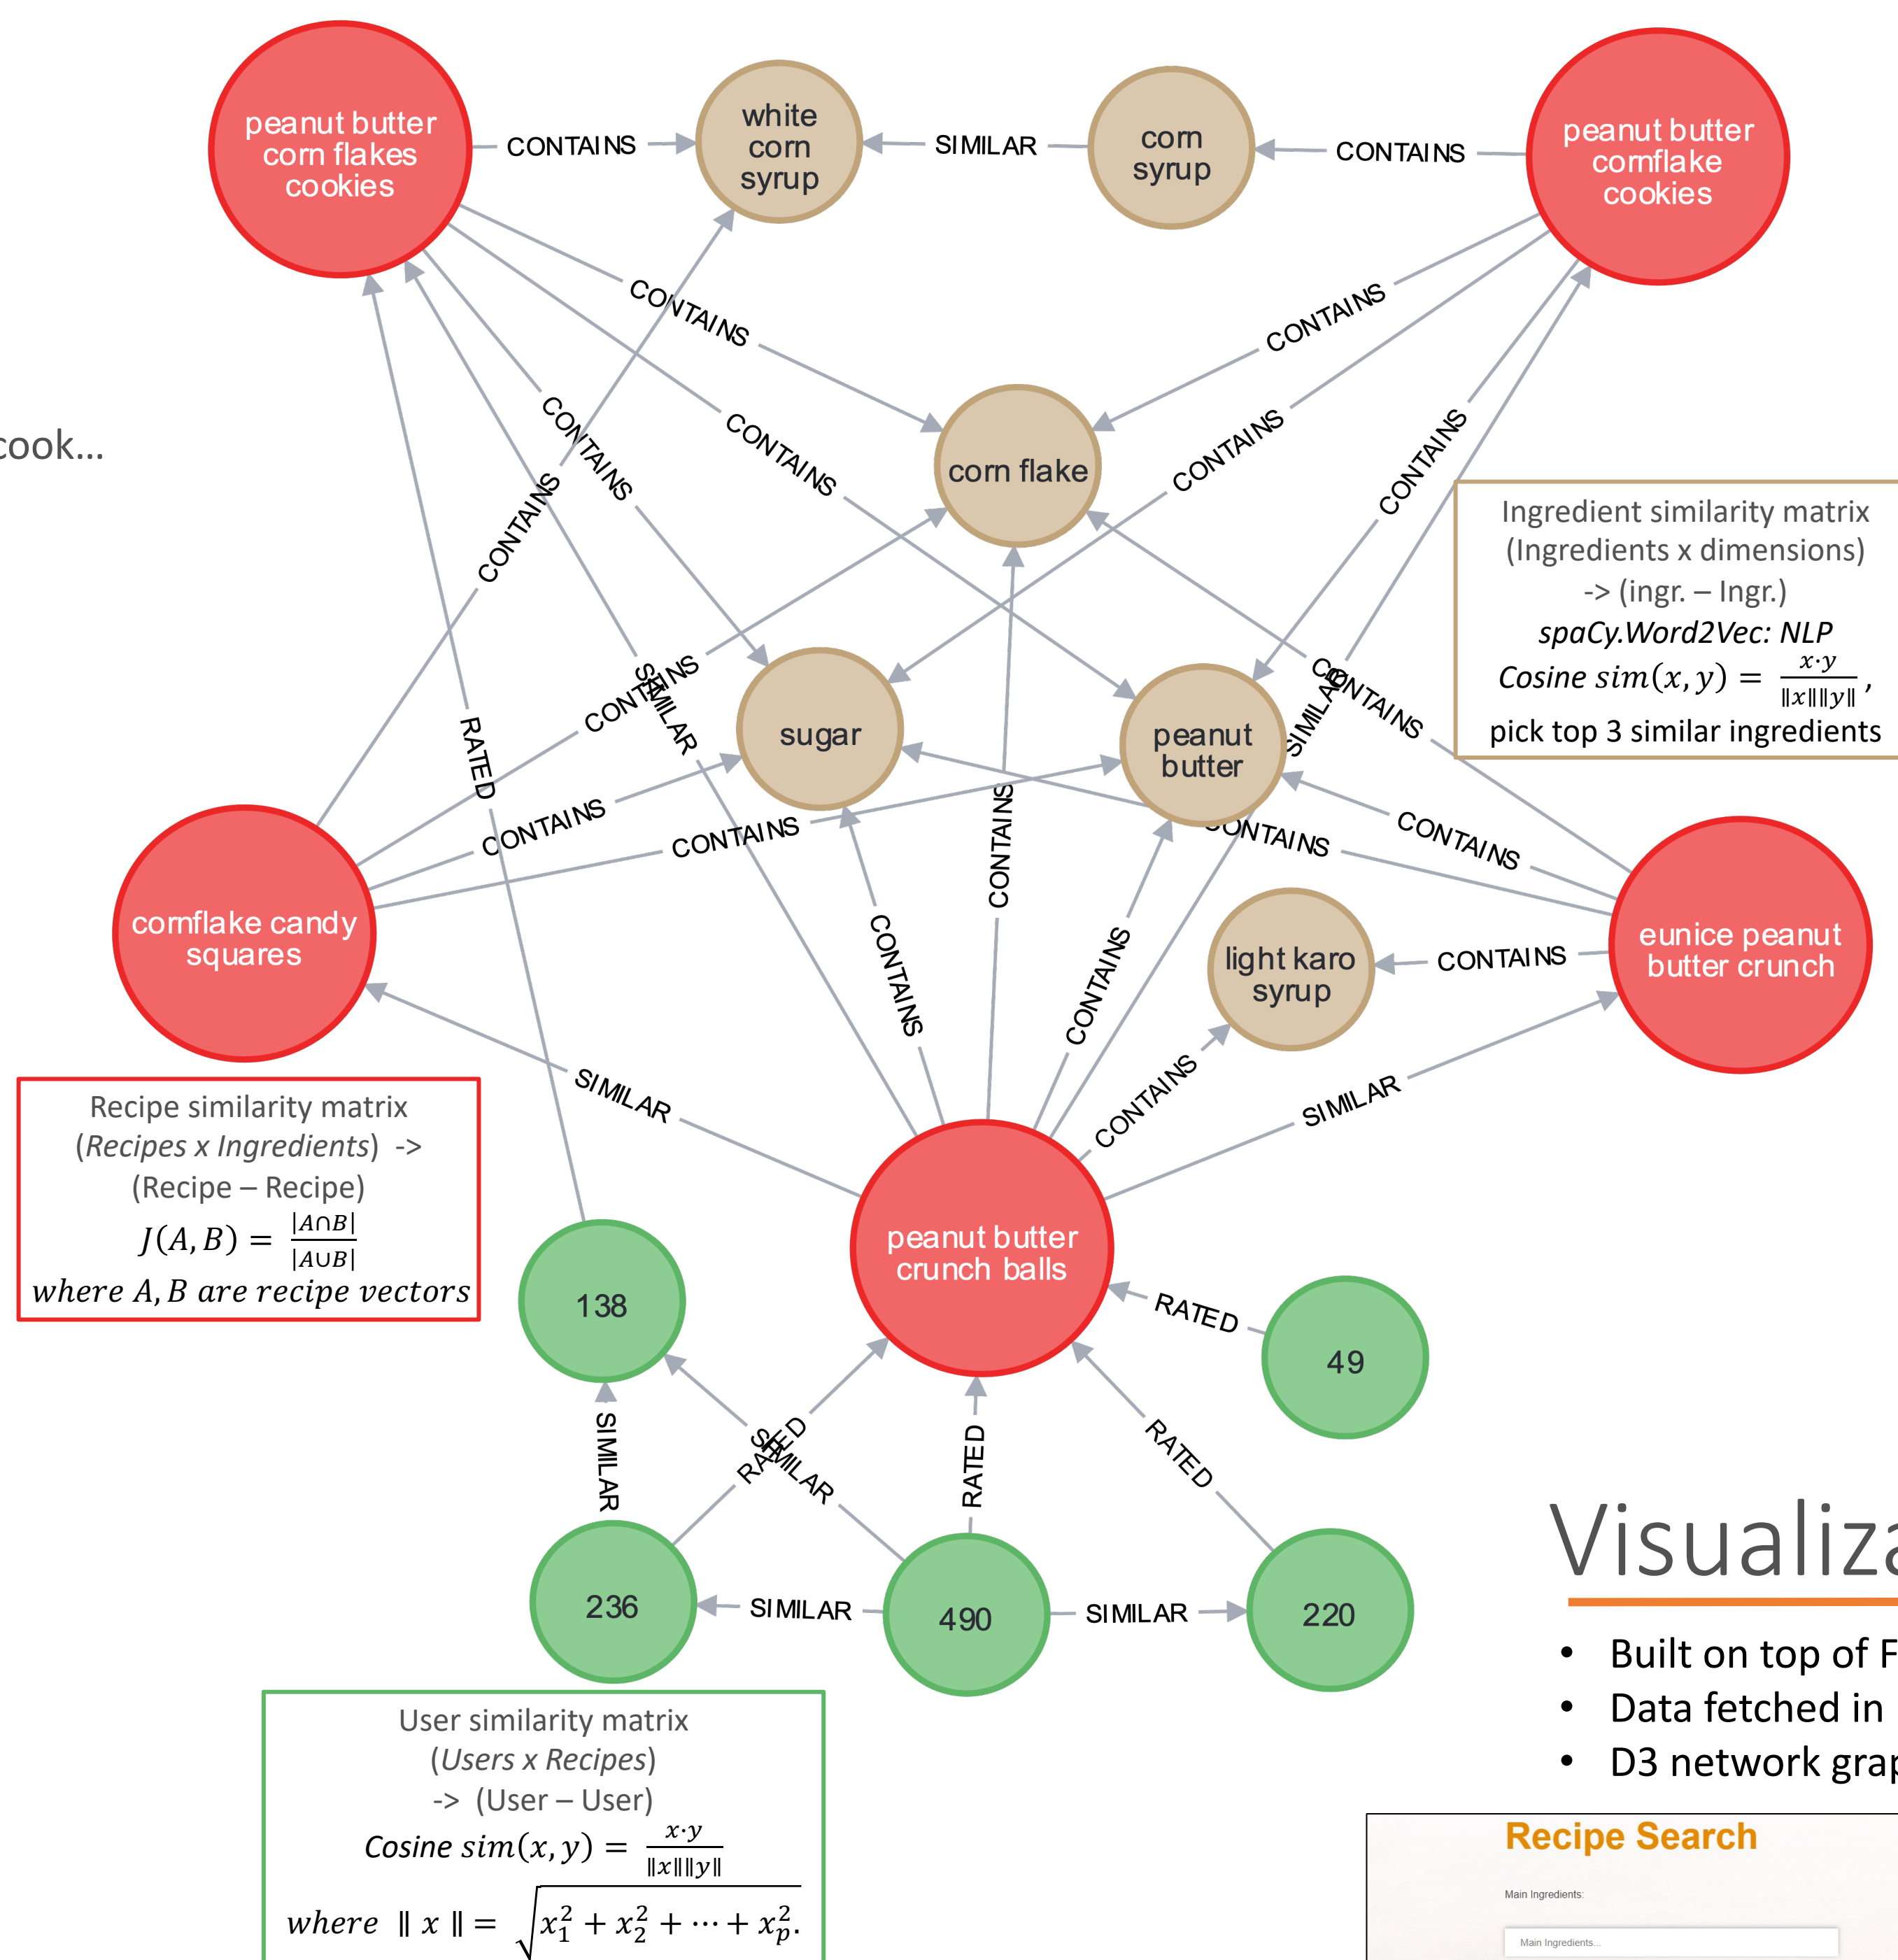 peanut butter
corn flakes
cookies
CONTAINS
white
corn
syrup
SIMILAR
corn
syrup
CONTAINS
peanut butter
cornflake
cookies
CONTAINS
CONTAINS
cook...
CONTAINS
CONTAINS
CONTAINS
CONTAINS
CONTAINS
corn flake
Ingredient similarity matrix
(Ingredients x dimensions)
-> (ingr. – Ingr.)
spaCy.Word2Vec: NLP
Cosine sim(x, y) = x·y / ‖x‖‖y‖ ,
pick top 3 similar ingredients
RATED
CONTAINS
SIMILAR
sugar
peanut
butter
SIMILAR
CONTAINS
CONTAINS
CONTAINS
CONTAINS
CONTAINS
CONTAINS
cornflake candy
squares
CONTAINS
CONTAINS
light karo
syrup
CONTAINS
eunice peanut
butter crunch
SIMILAR
CONTAINS
SIMILAR
Recipe similarity matrix
(Recipes x Ingredients) ->
(Recipe – Recipe)
J(A, B) = |A∩B| / |A∪B|
where A, B are recipe vectors
peanut butter
crunch balls
138
RATED
49
SIMILAR
RATED
SIMILAR
RATED
RATED
236
SIMILAR
490
SIMILAR
220
Visualiza
• Built on top of F
• Data fetched in
• D3 network grap
User similarity matrix
(Users x Recipes)
-> (User – User)
Cosine sim(x, y) = x·y / ‖x‖‖y‖
where ‖ x ‖ = √x₁² + x₂² + ⋯ + xₚ².
Recipe Search
Main Ingredients:
Main Ingredients...